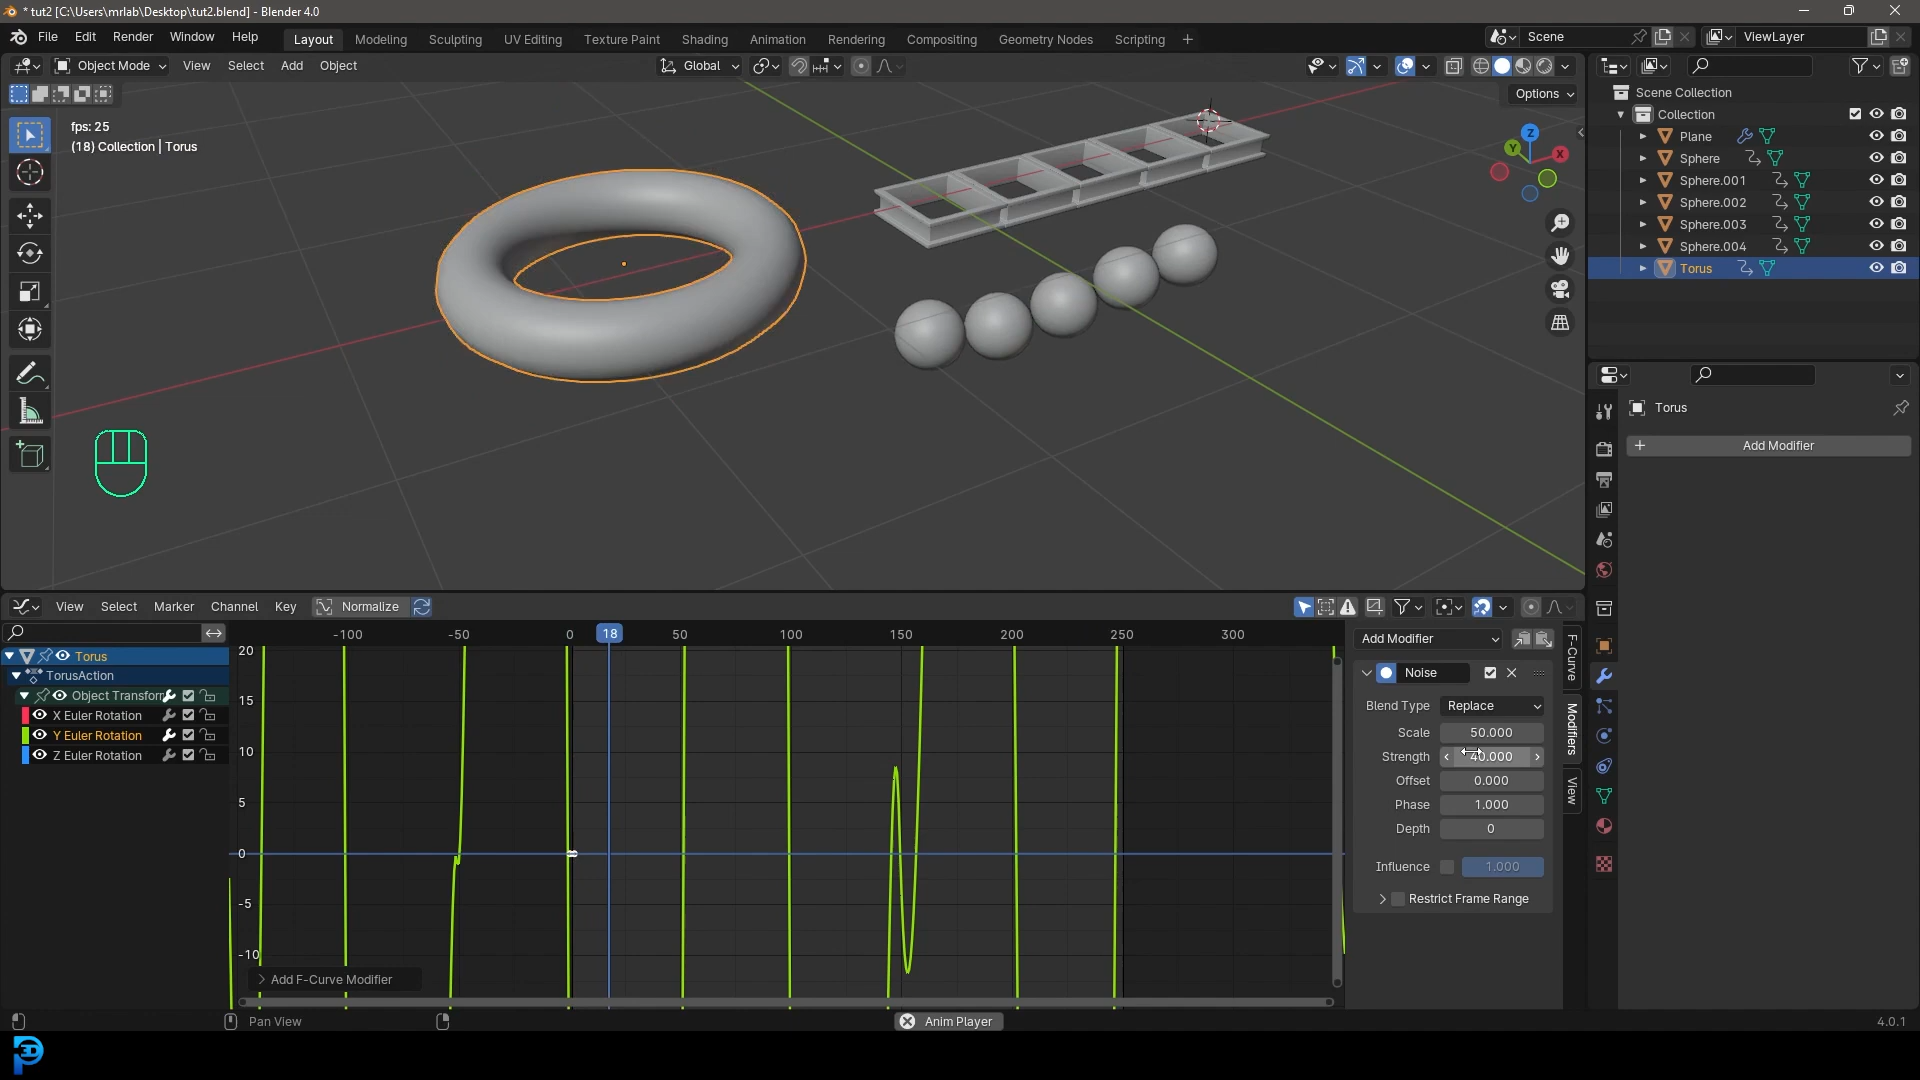 * tut2 [C:\Users\mrlab\Desktop\tut2.blend] - Blender 4.0
File Edit Render Window Help Layout Modeling Sculpting UV Editing Texture Paint Shading Animation Rendering Compositing Geometry Nodes Scripting + Scene ViewLayer
Object Mode View Select Add Object Global
Options
fps: 25
(18) Collection | Torus
Z
Y
X
Scene Collection
Collection
Plane
Sphere
Sphere.001
Sphere.002
Sphere.003
Sphere.004
Torus
Torus
+ Add Modifier
View Select Marker Channel Key Normalize
-100 -50 0 18 50 100 150 200 250 300
Torus
TorusAction
Object Transfor
X Euler Rotation
Y Euler Rotation
Z Euler Rotation
20
15
10
5
0
-5
-10
Add F-Curve Modifier
Add Modifier
Noise
Blend Type Replace
Scale 50.000
Strength 40.000
Offset 0.000
Phase 1.000
Depth 0
Influence 1.000
Restrict Frame Range
F-Curve
Modifiers
View
Pan View
Anim Player
4.0.1